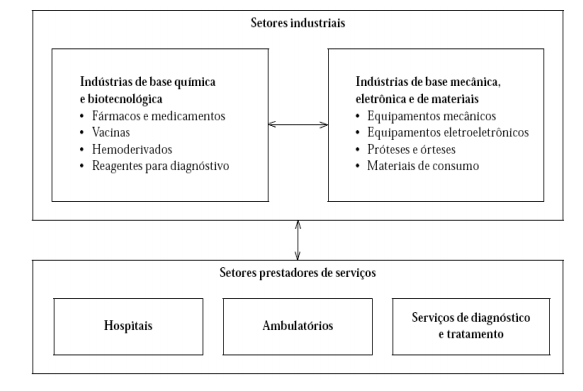 Setores industriais
Indústrias de base química
e biotecnológica
• Fármacos e medicamentos
• Vacinas
• Hemoderivados
• Reagentes para diagnóstivo
Indústrias de base mecânica,
eletrônica e de materiais
• Equipamentos mecânicos
• Equipamentos eletroeletrônicos
• Próteses e órteses
• Materiais de consumo
Setores prestadores de serviços
Hospitais
Ambulatórios
Serviços de diagnóstico
e tratamento